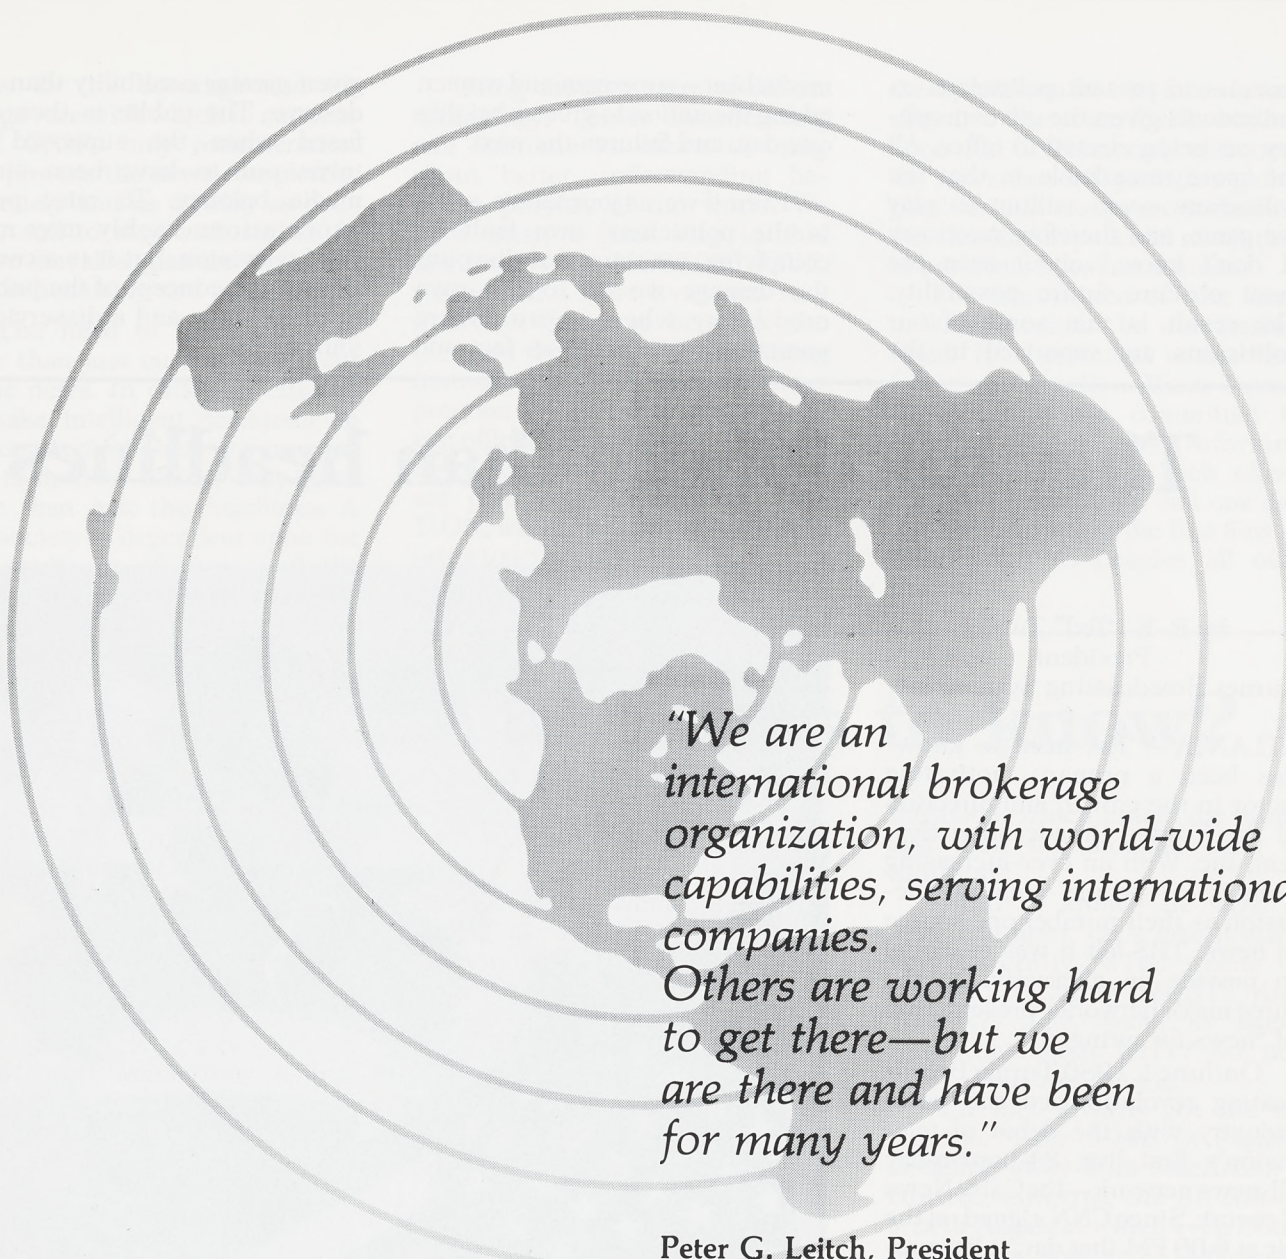 "We are an
international brokerage
organization, with world-wide
capabilities, serving internationa
companies.
Others are working hard
to get there—but we
are there and have been
for many years."
Peter G. Leitch, President